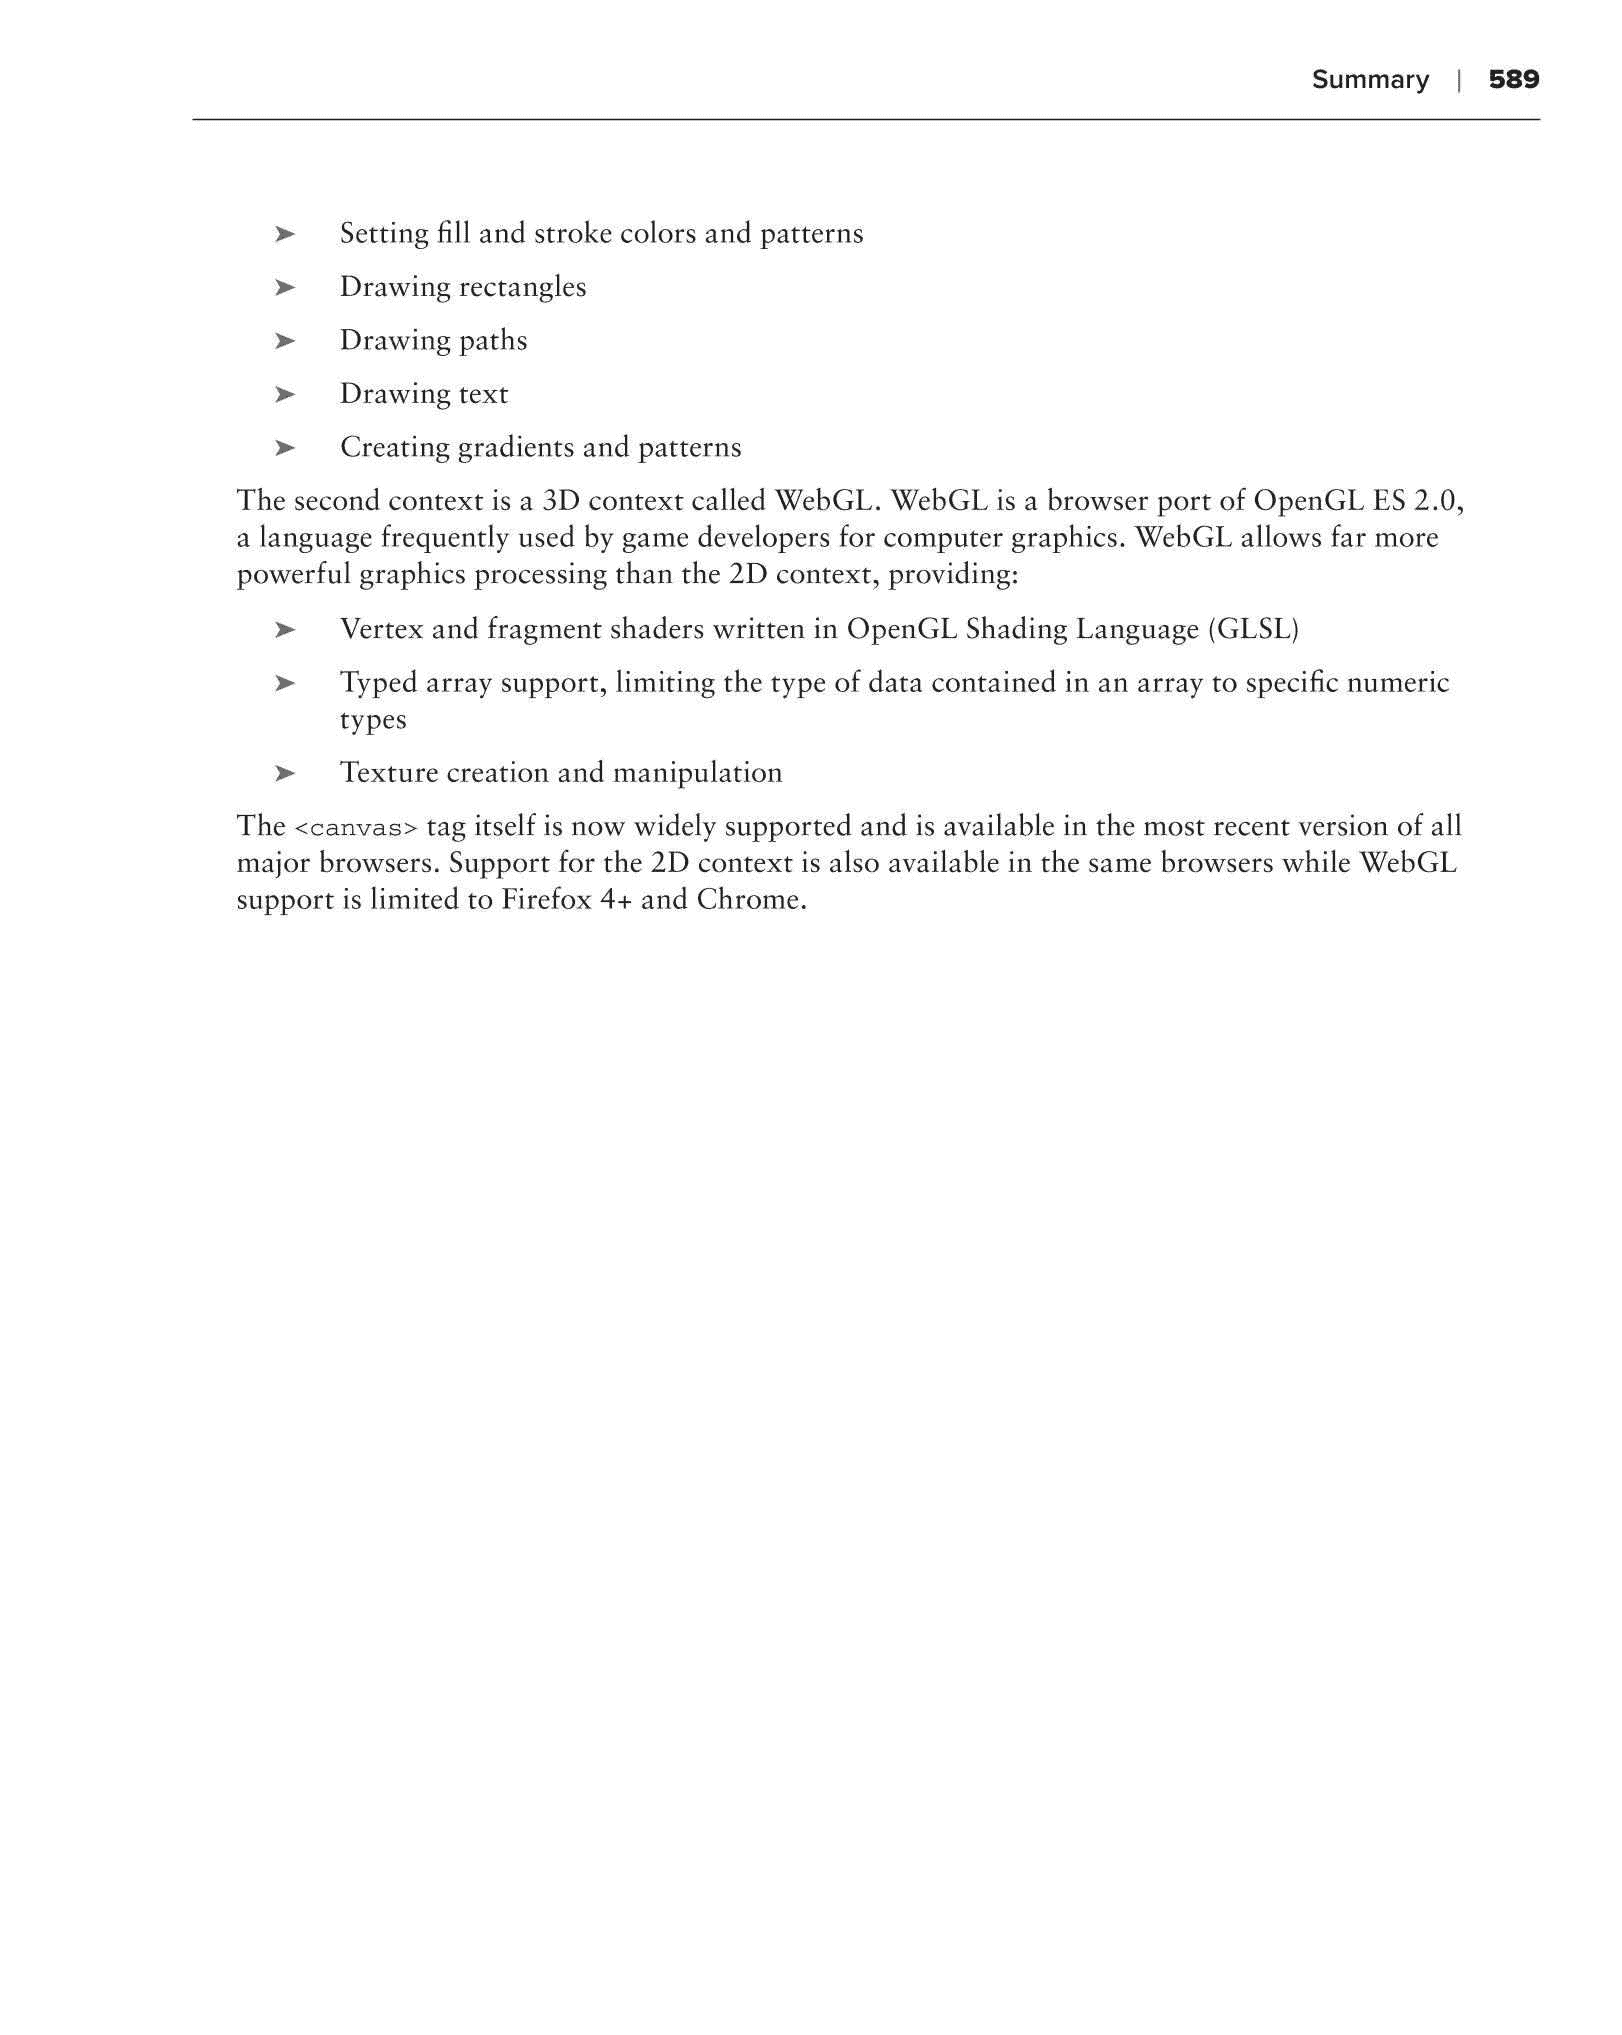 Summary | 589
➤ Setting fill and stroke colors and patterns
➤ Drawing rectangles
➤ Drawing paths
➤ Drawing text
➤ Creating gradients and patterns
The second context is a 3D context called WebGL. WebGL is a browser port of OpenGL ES 2.0,
a language frequently used by game developers for computer graphics. WebGL allows far more
powerful graphics processing than the 2D context, providing:
➤ Vertex and fragment shaders written in OpenGL Shading Language (GLSL)
➤ Typed array support, limiting the type of data contained in an array to specific numeric
types
➤ Texture creation and manipulation
The <canvas> tag itself is now widely supported and is available in the most recent version of all
major browsers. Support for the 2D context is also available in the same browsers while WebGL
support is limited to Firefox 4+ and Chrome.